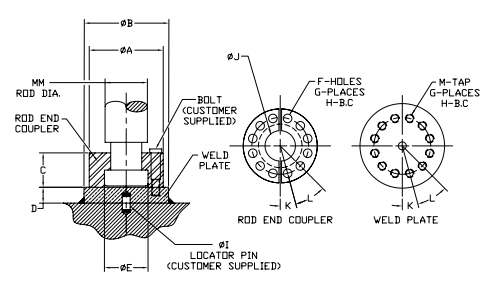 ØB
ØA
MM
ROD DIA.
ROD END
COUPLER
C
D
ØE
BOLT
(CUSTOMER
SUPPLIED)
WELD
PLATE
ØI
LOCATOR PIN
(CUSTOMER SUPPLIED)
ØJ
F-HOLES
G-PLACES
H-B.C
K
L
ROD END COUPLER
M-TAP
G-PLACES
H-B.C
K
L
WELD PLATE